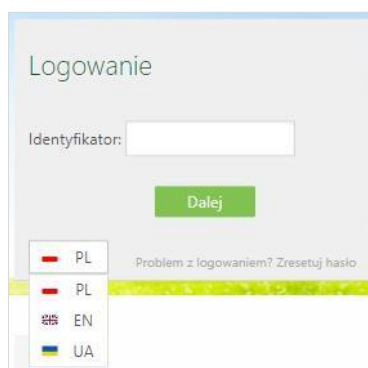 Logowanie
Identyfikator:
Dalej
PL Problem z logowaniem? Zresetuj hasło
PL
EN
UA